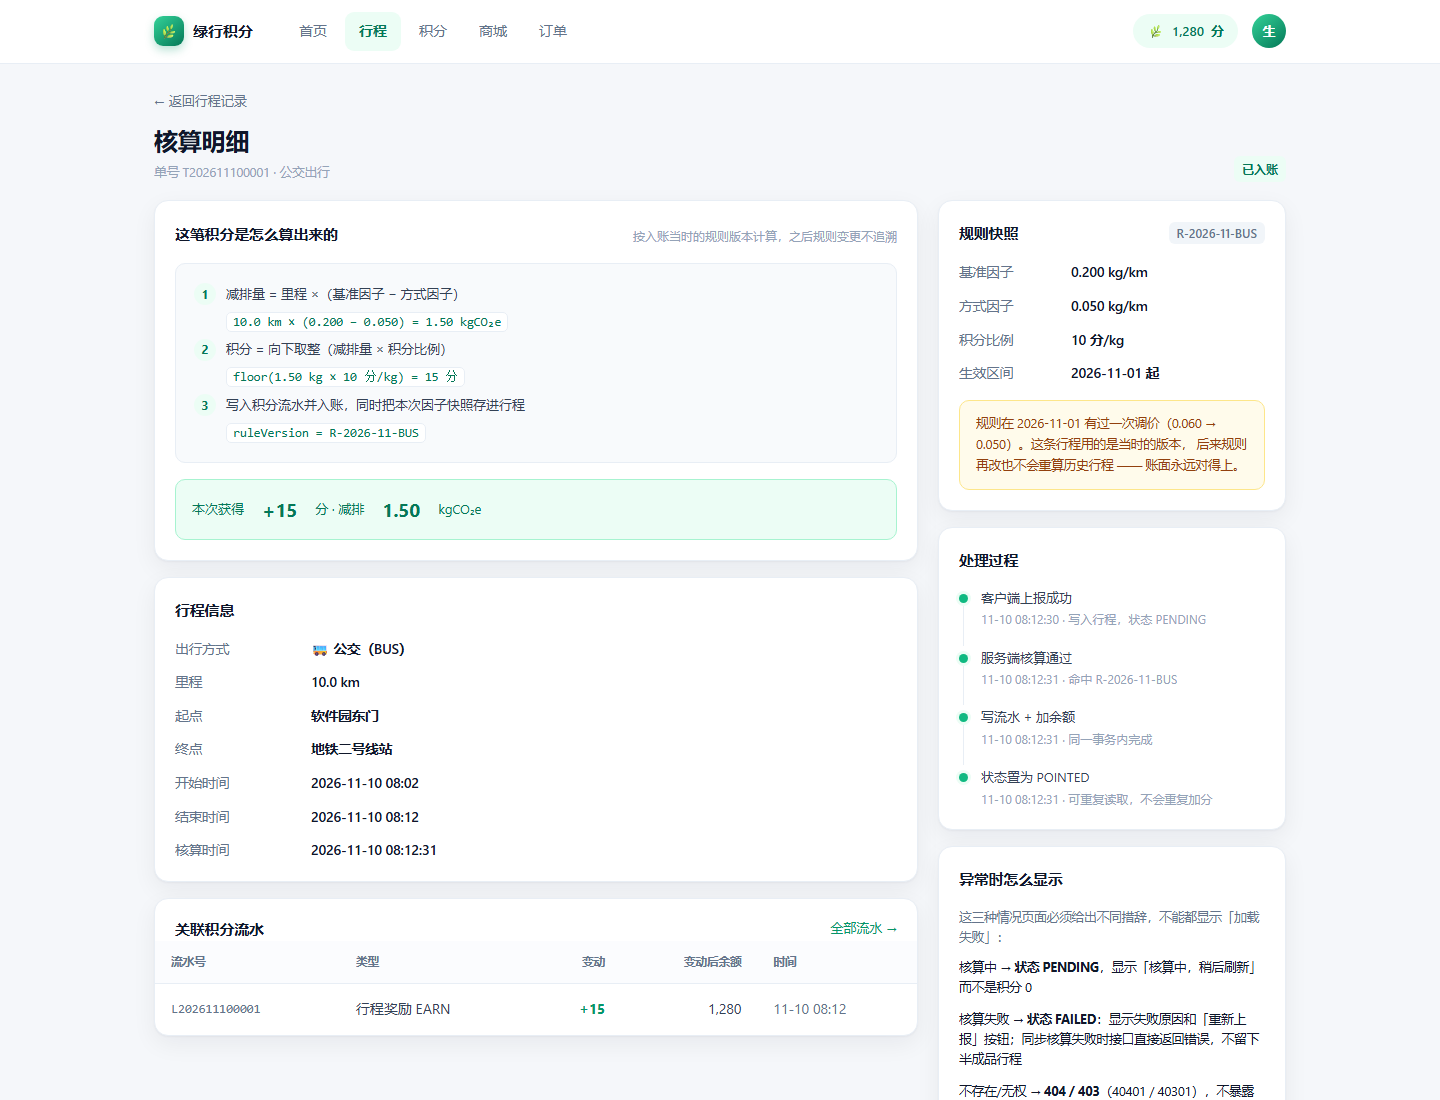 绿行积分
首页 行程 积分 商城 订单
1,280 分
生
← 返回行程记录
核算明细
单号 T202611100001 · 公交出行
已入账
这笔积分是怎么算出来的
按入账当时的规则版本计算，之后规则变更不追溯
1 减排量 = 里程 ×（基准因子 − 方式因子）
10.0 km × (0.200 − 0.050) = 1.50 kgCO₂e
2 积分 = 向下取整（减排量 × 积分比例）
floor(1.50 kg × 10 分/kg) = 15 分
3 写入积分流水并入账，同时把本次因子快照存进行程
ruleVersion = R-2026-11-BUS
本次获得 +15 分 · 减排 1.50 kgCO₂e
行程信息
出行方式 公交（BUS）
里程 10.0 km
起点 软件园东门
终点 地铁二号线站
开始时间 2026-11-10 08:02
结束时间 2026-11-10 08:12
核算时间 2026-11-10 08:12:31
关联积分流水
全部流水 →
流水号 类型 变动 变动后余额 时间
L202611100001 行程奖励 EARN +15 1,280 11-10 08:12
规则快照
R-2026-11-BUS
基准因子 0.200 kg/km
方式因子 0.050 kg/km
积分比例 10 分/kg
生效区间 2026-11-01 起
规则在 2026-11-01 有过一次调价（0.060 →
0.050）。这条行程用的是当时的版本， 后来规则
再改也不会重算历史行程 —— 账面永远对得上。
处理过程
客户端上报成功
11-10 08:12:30 · 写入行程，状态 PENDING
服务端核算通过
11-10 08:12:31 · 命中 R-2026-11-BUS
写流水 + 加余额
11-10 08:12:31 · 同一事务内完成
状态置为 POINTED
11-10 08:12:31 · 可重复读取，不会重复加分
异常时怎么显示
这三种情况页面必须给出不同措辞，不能都显示「加载
失败」：
核算中 → 状态 PENDING，显示「核算中，稍后刷新」
而不是积分 0
核算失败 → 状态 FAILED：显示失败原因和「重新上
报」按钮；同步核算失败时接口直接返回错误，不留下
半成品行程
不存在/无权 → 404 / 403（40401 / 40301），不暴露